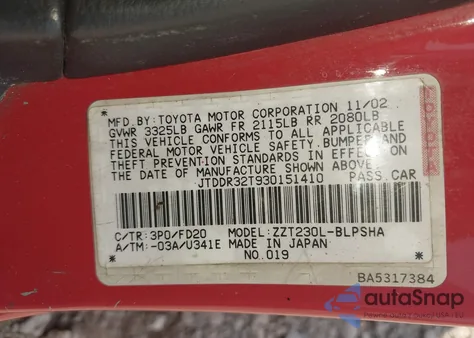 MFD. BY: TOYOTA MOTOR CORPORATION 11/02
GVWR 3325LB GAWR FR 2115LB RR 2080LB
THIS VEHICLE CONFORMS TO ALL APPLICABLE
FEDERAL MOTOR VEHICLE SAFETY, BUMPER, AND
THEFT PREVENTION STANDARDS IN EFFECT ON
THE DATE OF MANUFACTURE SHOWN ABOVE.
JTDDR32T930151410 PASS. CAR
C/TR: 3P0/FD20 MODEL: ZZT230L-BLPSHA
A/TM: -03A/U341E MADE IN JAPAN
NO. 019
TOYOTA
BA5317384
autoSnap